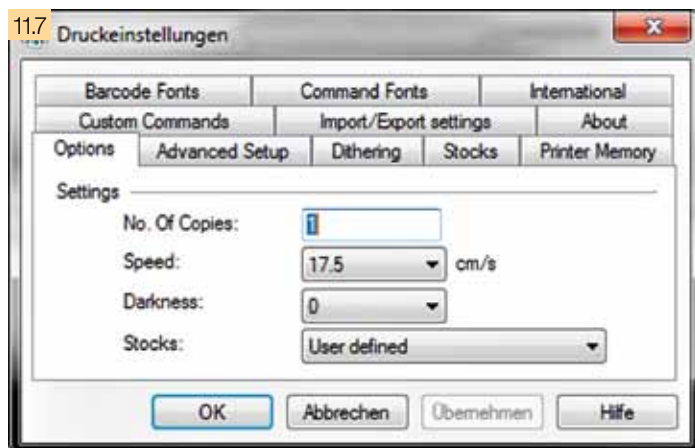 11.7
Druckeinstellungen
Barcode Fonts Command Fonts International
Custom Commands Import/Export settings About
Options Advanced Setup Dithering Stocks Printer Memory
Settings
No. Of Copies: 1
Speed: 17.5 cm/s
Darkness: 0
Stocks: User defined
OK Abbrechen Übernehmen Hilfe